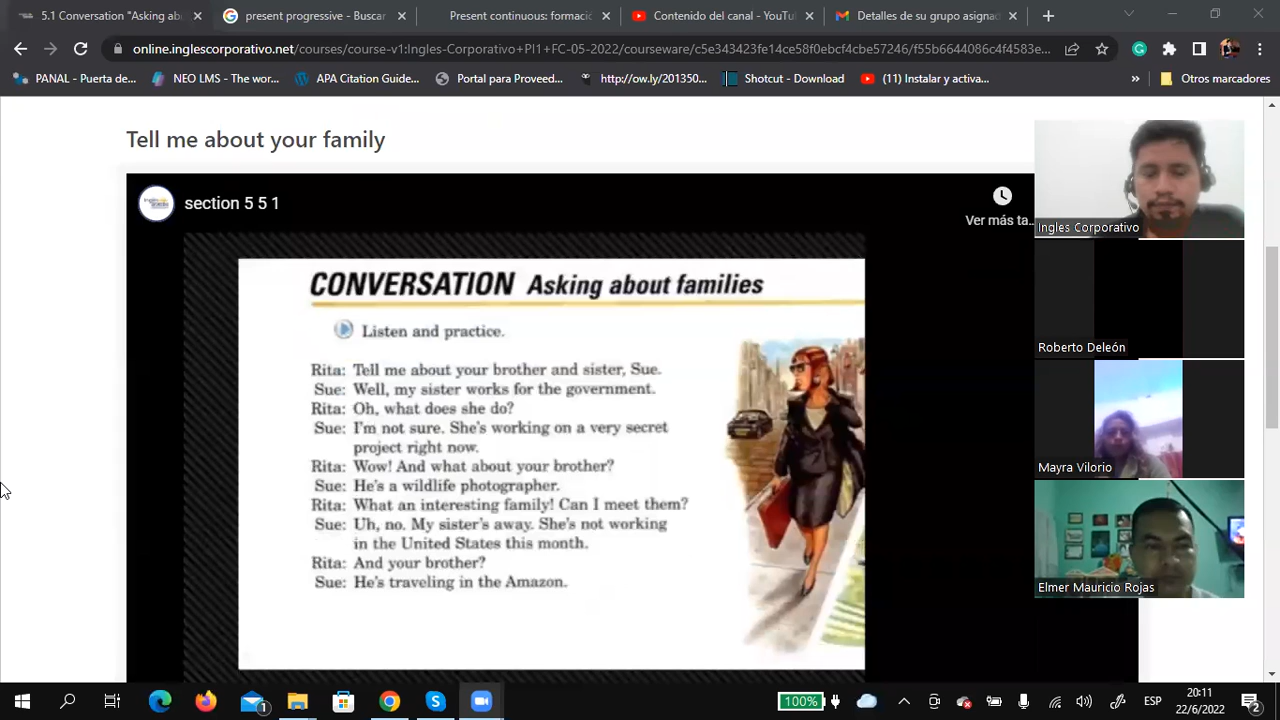 5.1 Conversation "Asking ab
present progressive - Buscar
Present continuous: formació
Contenido del canal - YouTu
Detalles de su grupo asignad
online.inglescorporativo.net/courses/course-v1:Ingles-Corporativo+PI1+FC-05-2022/courseware/c5e343423fe14ce58f0ebcf4cbe57246/f55b6644086c4f4583e...
PANAL - Puerta de...
NEO LMS - The wor...
APA Citation Guide...
Portal para Proveed...
http://ow.ly/201350...
Shotcut - Download
(11) Instalar y activa...
»
Otros marcadores
Tell me about your family
section 5 5 1
Ver más ta...
CONVERSATION Asking about families
Listen and practice.
Rita: Tell me about your brother and sister, Sue.
Sue: Well, my sister works for the government.
Rita: Oh, what does she do?
Sue: I'm not sure. She's working on a very secret
project right now.
Rita: Wow! And what about your brother?
Sue: He's a wildlife photographer.
Rita: What an interesting family! Can I meet them?
Sue: Uh, no. My sister's away. She's not working
in the United States this month.
Rita: And your brother?
Sue: He's traveling in the Amazon.
Ingles Corporativo
Roberto Deleón
Mayra Vilorio
Elmer Mauricio Rojas
1
100%
ESP
20:11
22/6/2022
2